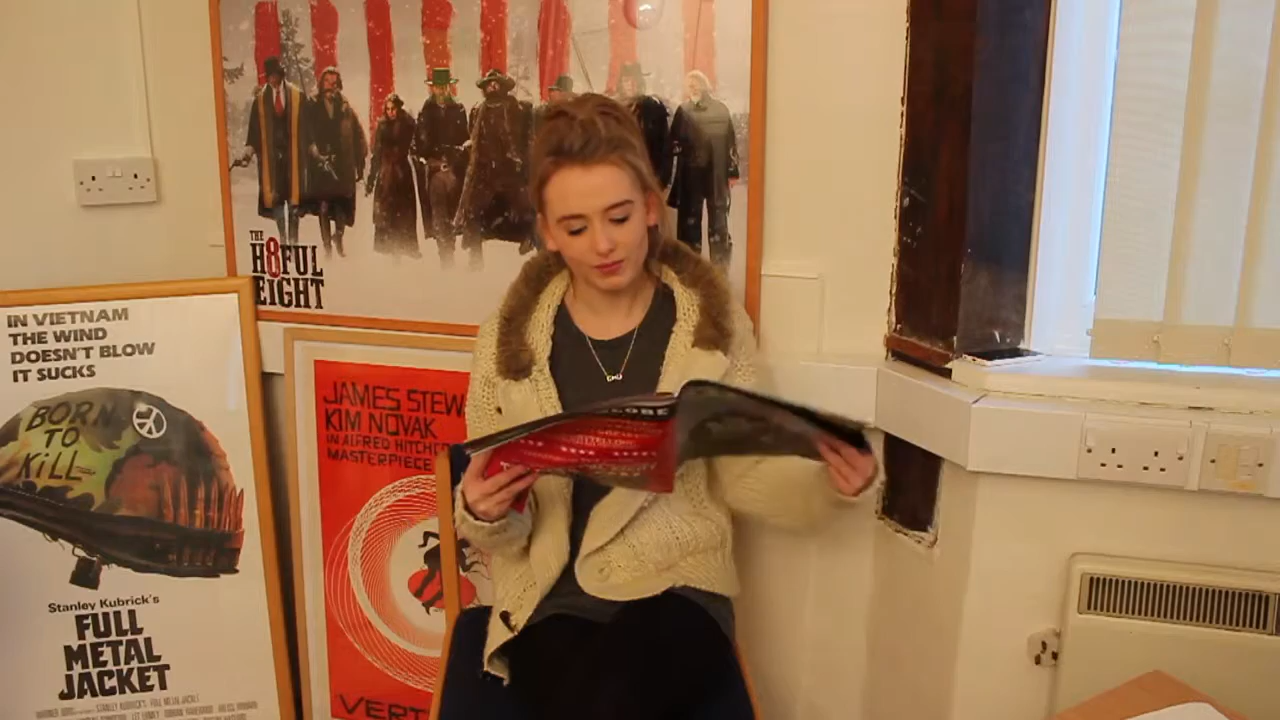 THE
H8FUL
EIGHT
IN VIETNAM
THE WIND
DOESN'T BLOW
IT SUCKS
BORN
TO
KiLL
Stanley Kubrick's
FULL
METAL
JACKET
JAMES STEW
KIM NOVAK
IN ALFRED HITCHCO
MASTERPIECE
VERT